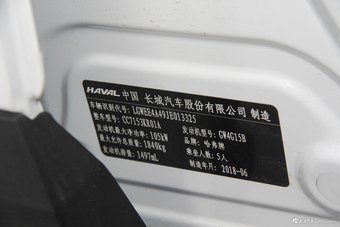 HAVAL 中国 长城汽车股份有限公司 制造
车辆识别代号: LGWEE4A49JE013325
整车型号: CC7153KR01A
发动机最大净功率: 105kW 发动机型号: GW4G15B
最大允许总质量: 1840kg 品牌: 哈弗牌
发动机排量: 1497mL 乘坐人数: 5人
制造年月: 2018-06